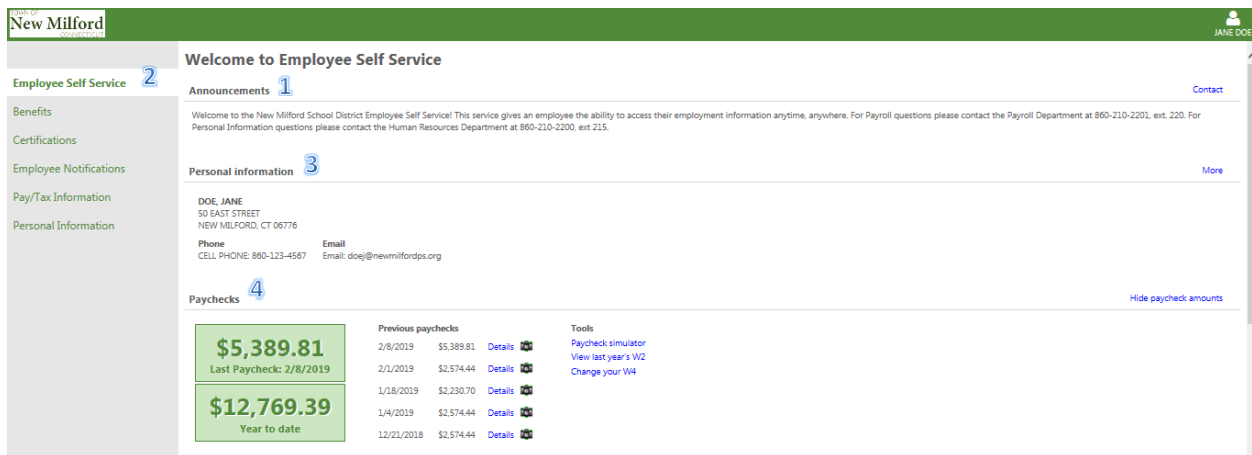 TOWN OF
New Milford
CONNECTICUT
JANE DOE
Welcome to Employee Self Service
Employee Self Service 2
Benefits
Certifications
Employee Notifications
Pay/Tax Information
Personal Information
Announcements 1
Contact
Welcome to the New Milford School District Employee Self Service! This service gives an employee the ability to access their employment information anytime, anywhere. For Payroll questions please contact the Payroll Department at 860-210-2201, ext. 220. For
Personal Information questions please contact the Human Resources Department at 860-210-2200, ext 215.
Personal information 3
More
DOE, JANE
50 EAST STREET
NEW MILFORD, CT 06776
Phone Email
CELL PHONE: 860-123-4567 Email: doej@newmilfordps.org
Paychecks 4
Hide paycheck amounts
$5,389.81
Last Paycheck: 2/8/2019
$12,769.39
Year to date
Previous paychecks
2/8/2019 $5,389.81 Details
2/1/2019 $2,574.44 Details
1/18/2019 $2,230.70 Details
1/4/2019 $2,574.44 Details
12/21/2018 $2,574.44 Details
Tools
Paycheck simulator
View last year's W2
Change your W4